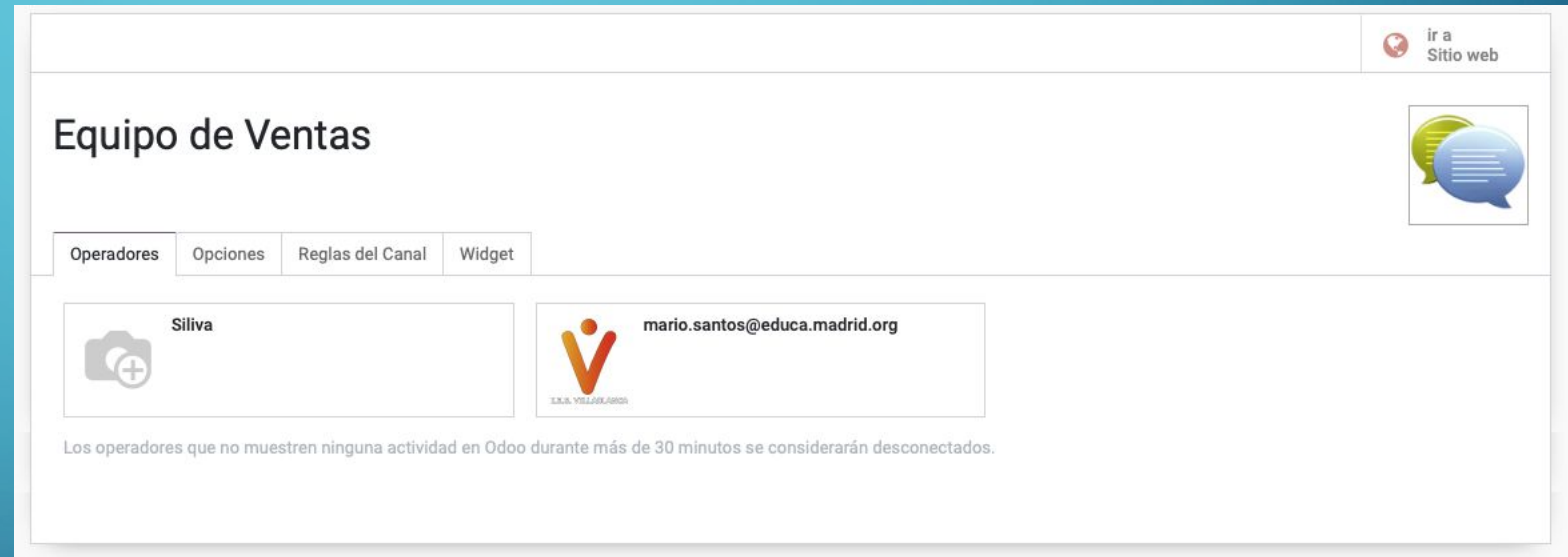 ir a
Sitio web
Equipo de Ventas
Operadores Opciones Reglas del Canal Widget
Siliva mario.santos@educa.madrid.org
I.E.S. VILLABLANCA
Los operadores que no muestren ninguna actividad en Odoo durante más de 30 minutos se considerarán desconectados.